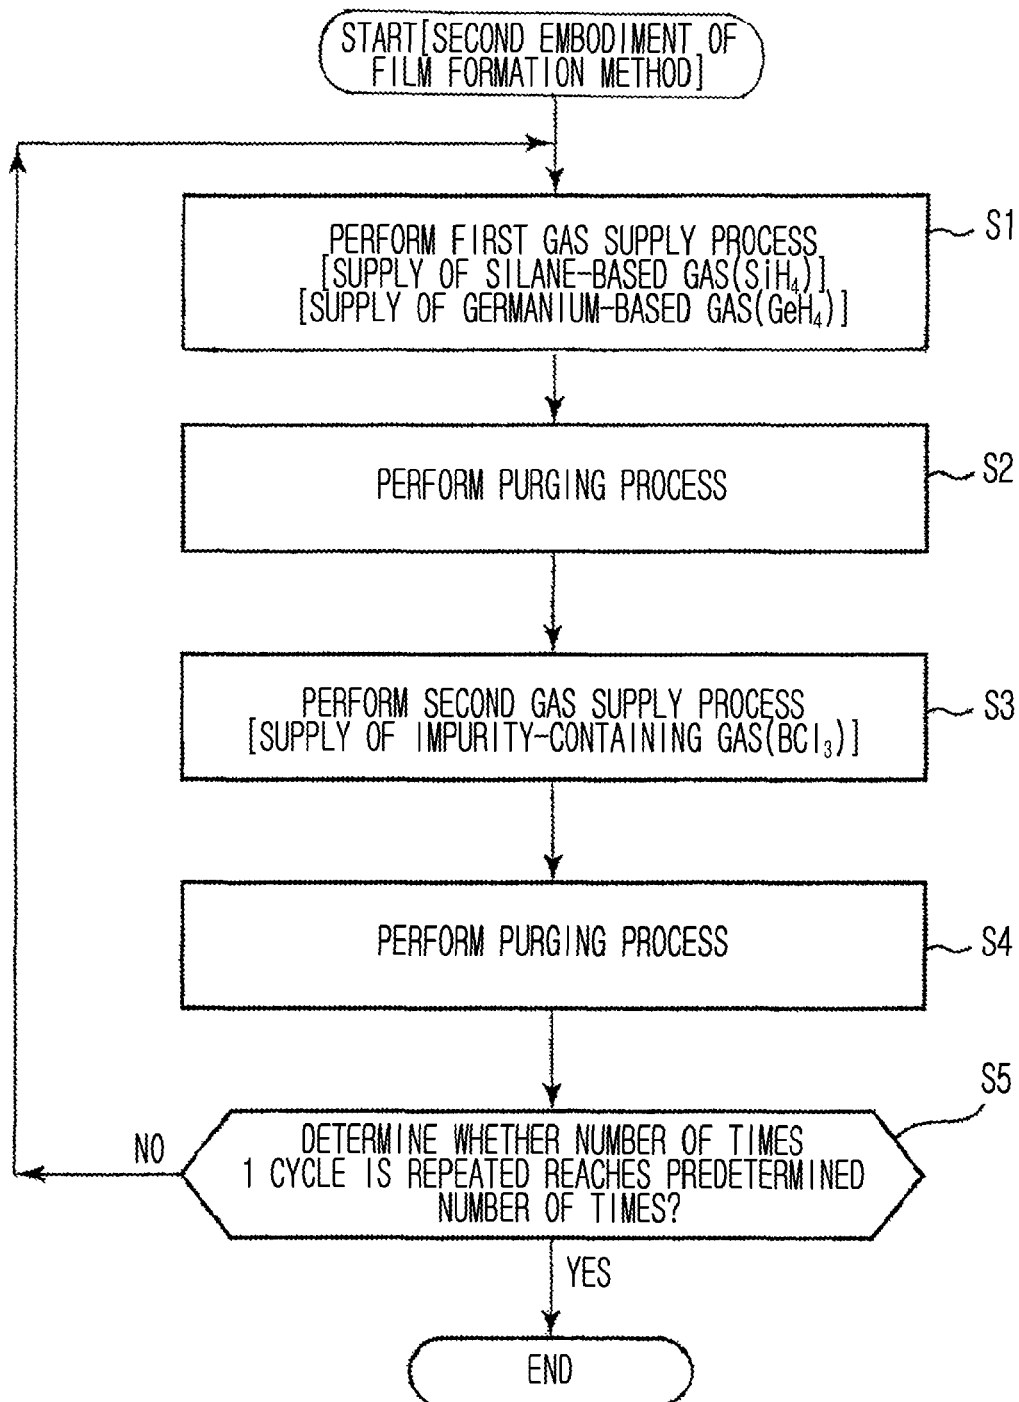 START[SECOND EMBODIMENT OF
FILM FORMATION METHOD]
PERFORM FIRST GAS SUPPLY PROCESS
[SUPPLY OF SILANE-BASED GAS(SiH₄)]
[SUPPLY OF GERMANIUM-BASED GAS(GeH₄)]
S1
PERFORM PURGING PROCESS
S2
PERFORM SECOND GAS SUPPLY PROCESS
[SUPPLY OF IMPURITY-CONTAINING GAS(BCl₃)]
S3
PERFORM PURGING PROCESS
S4
S5
DETERMINE WHETHER NUMBER OF TIMES
1 CYCLE IS REPEATED REACHES PREDETERMINED
NUMBER OF TIMES?
NO
YES
END